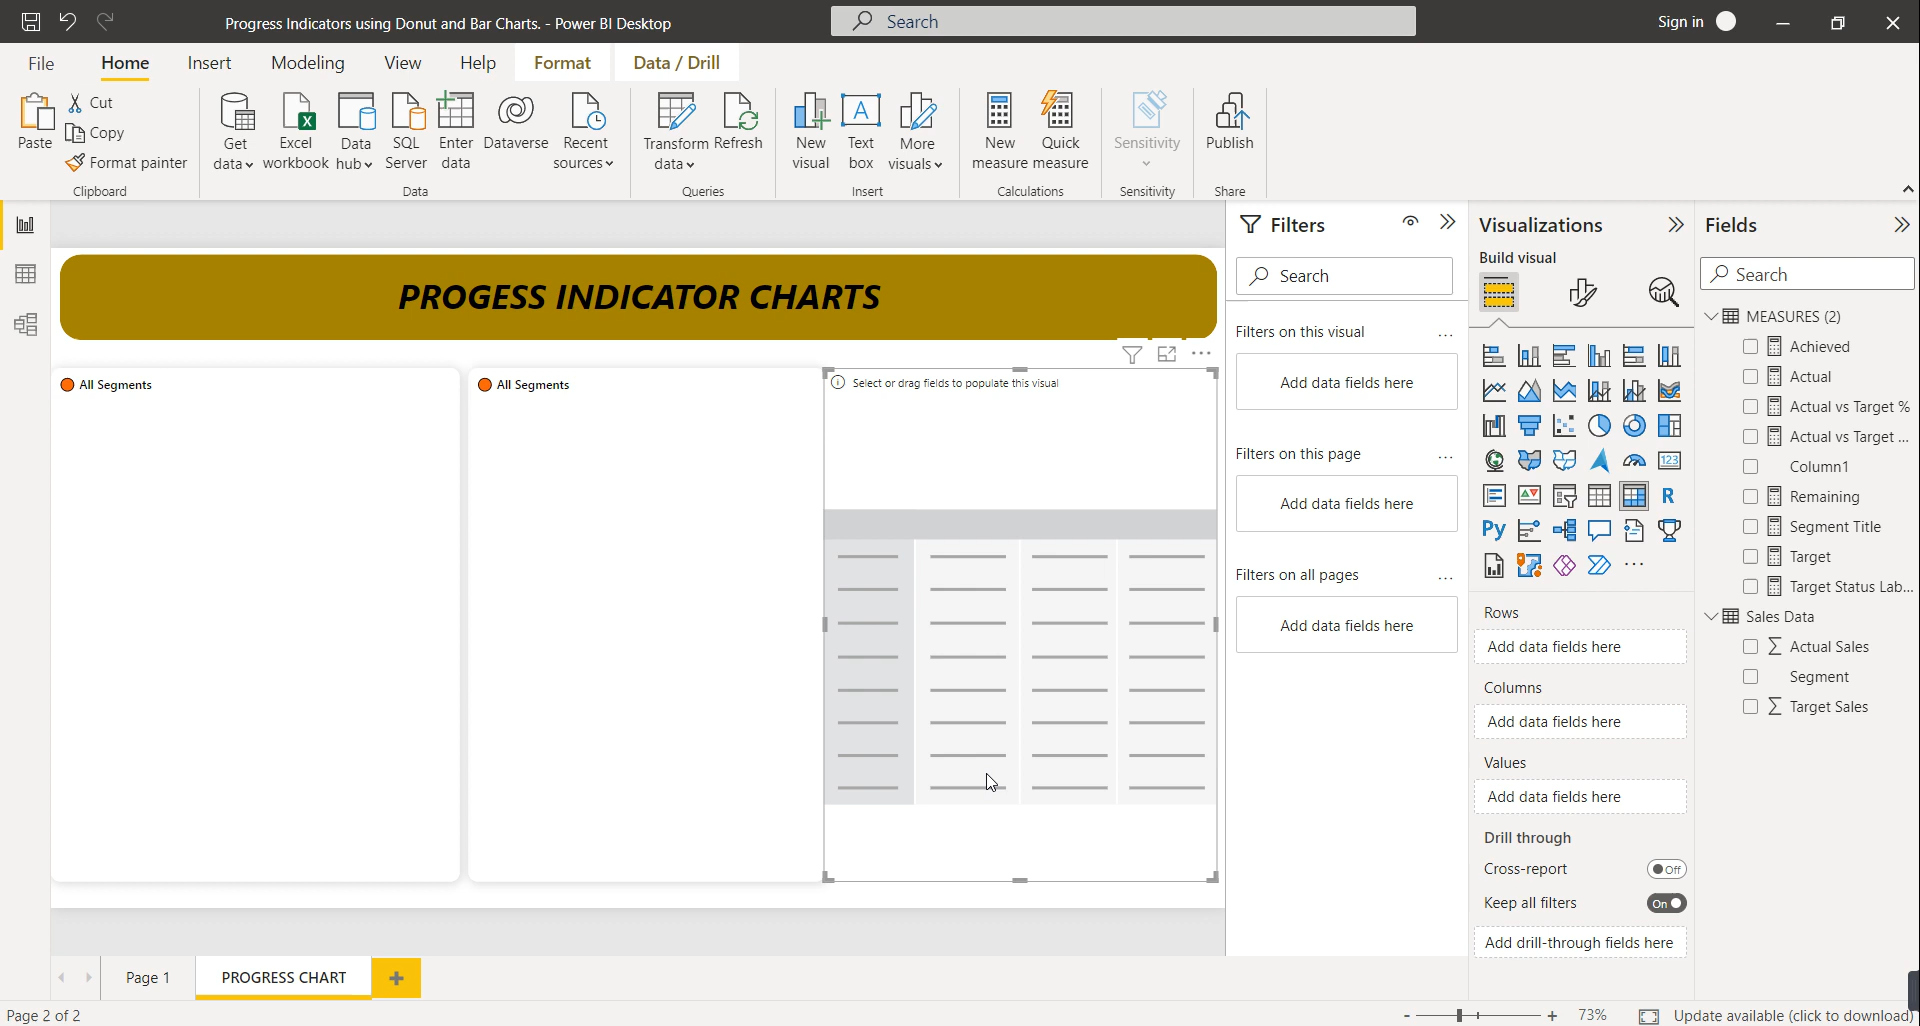 Progress Indicators using Donut and Bar Charts. - Power BI Desktop
Search
Sign in
File Home Insert Modeling View Help Format Data / Drill
Paste
Cut
Copy
Format painter
Clipboard
Get data
Excel workbook
Data hub
SQL Server
Enter data
Dataverse
Recent sources
Data
Transform data
Refresh
Queries
New visual
Text box
More visuals
Insert
New measure
Quick measure
Calculations
Sensitivity
Sensitivity
Publish
Share
PROGESS INDICATOR CHARTS
All Segments
All Segments
Select or drag fields to populate this visual
Filters
Search
Filters on this visual ...
Add data fields here
Filters on this page ...
Add data fields here
Filters on all pages ...
Add data fields here
Visualizations
Build visual
123
R
Py
...
Rows
Add data fields here
Columns
Add data fields here
Values
Add data fields here
Drill through
Cross-report Off
Keep all filters On
Add drill-through fields here
Fields
Search
MEASURES (2)
Achieved
Actual
Actual vs Target %
Actual vs Target ...
Column1
Remaining
Segment Title
Target
Target Status Lab...
Sales Data
Actual Sales
Segment
Target Sales
Page 1
PROGRESS CHART
+
Page 2 of 2
- + 73%
Update available (click to download)